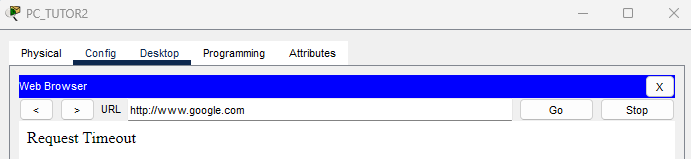 PC_TUTOR2
Physical Config Desktop Programming Attributes
Web Browser X
< > URL http://www.google.com Go Stop
Request Timeout